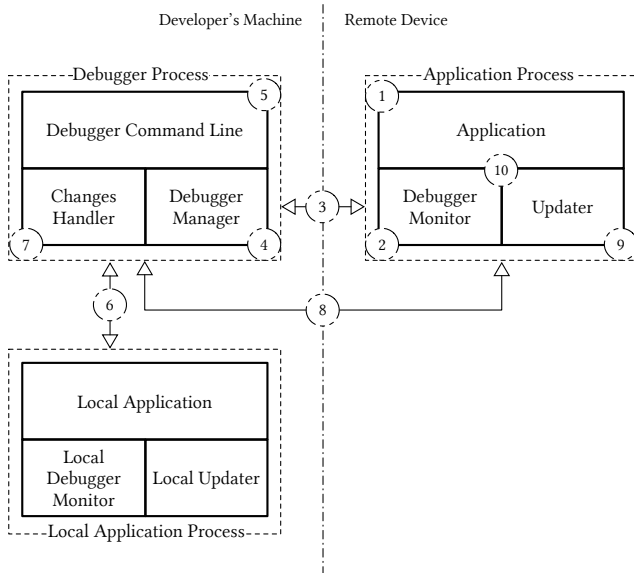 Developer's Machine
Remote Device
Debugger Process
Application Process
5
1
Debugger Command Line
Application
10
Changes
Handler
Debugger
Manager
3
Debugger
Monitor
Updater
7
4
2
9
6
8
Local Application
Local
Debugger
Monitor
Local Updater
Local Application Process